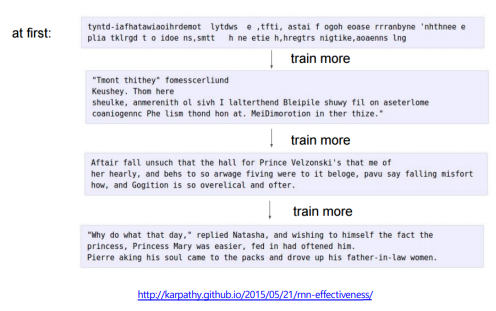 at first:
tyntd-iafhatawiaoihrdemot lytdws e ,tfti, astai f ogoh eoase rrranbyne 'nhthnee e
plia tklrgd t o idoe ns,smtt h ne etie h,hregtrs nigtike,aoaenns lng
train more
"Tmont thithey" fomesscerliund
Keushey. Thom here
sheulke, anmerenith ol sivh I lalterthend Bleipile shuwy fil on aseterlome
coaniogennc Phe lism thond hon at. MeiDimorotion in ther thize."
train more
Aftair fall unsuch that the hall for Prince Velzonski's that me of
her hearly, and behs to so arwage fiving were to it beloge, pavu say falling misfort
how, and Gogition is so overelical and ofter.
train more
"Why do what that day," replied Natasha, and wishing to himself the fact the
princess, Princess Mary was easier, fed in had oftened him.
Pierre aking his soul came to the packs and drove up his father-in-law women.
http://karpathy.github.io/2015/05/21/rnn-effectiveness/